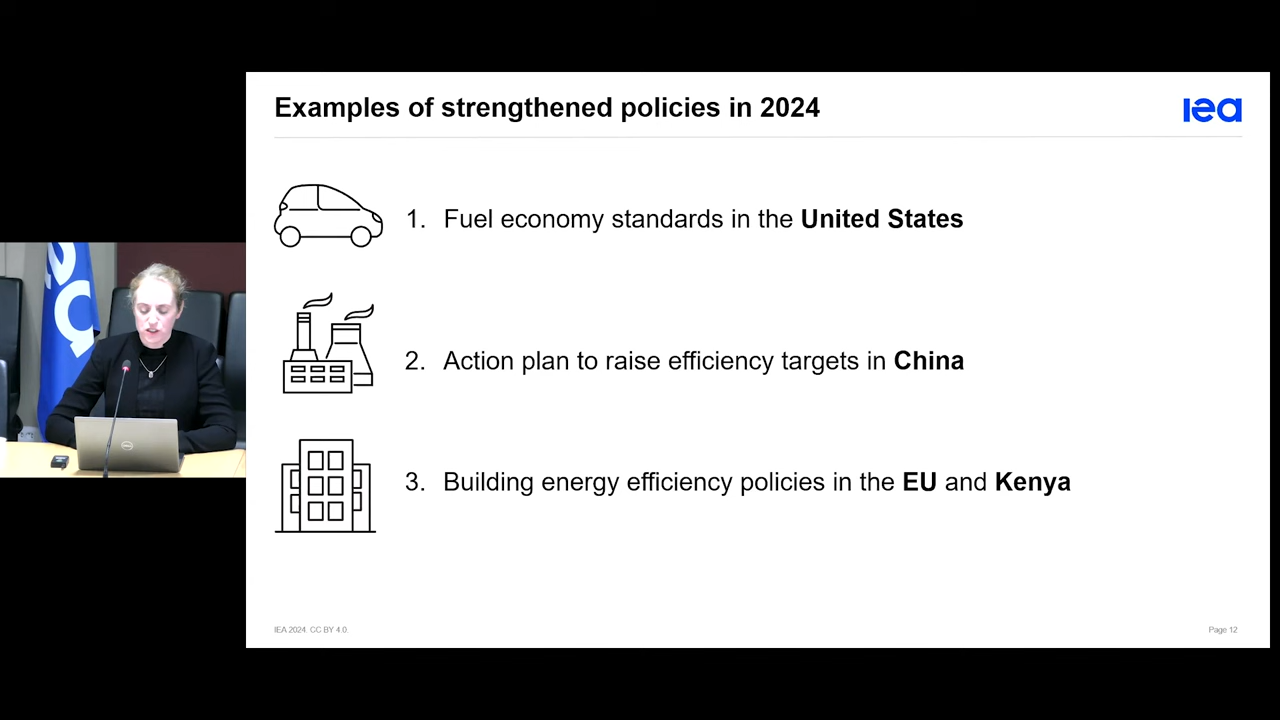 Examples of strengthened policies in 2024
iea
1. Fuel economy standards in the United States
2. Action plan to raise efficiency targets in China
3. Building energy efficiency policies in the EU and Kenya
IEA 2024. CC BY 4.0.
Page 12